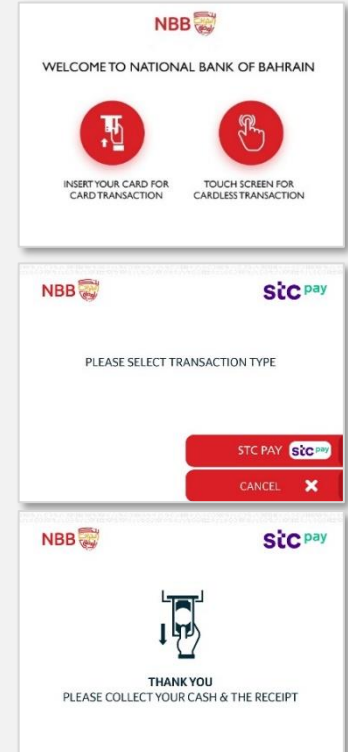 NBB
WELCOME TO NATIONAL BANK OF BAHRAIN
INSERT YOUR CARD FOR
CARD TRANSACTION
TOUCH SCREEN FOR
CARDLESS TRANSACTION
NBB
stc pay
PLEASE SELECT TRANSACTION TYPE
STC PAY stc pay
CANCEL
NBB
stc pay
THANK YOU
PLEASE COLLECT YOUR CASH & THE RECEIPT